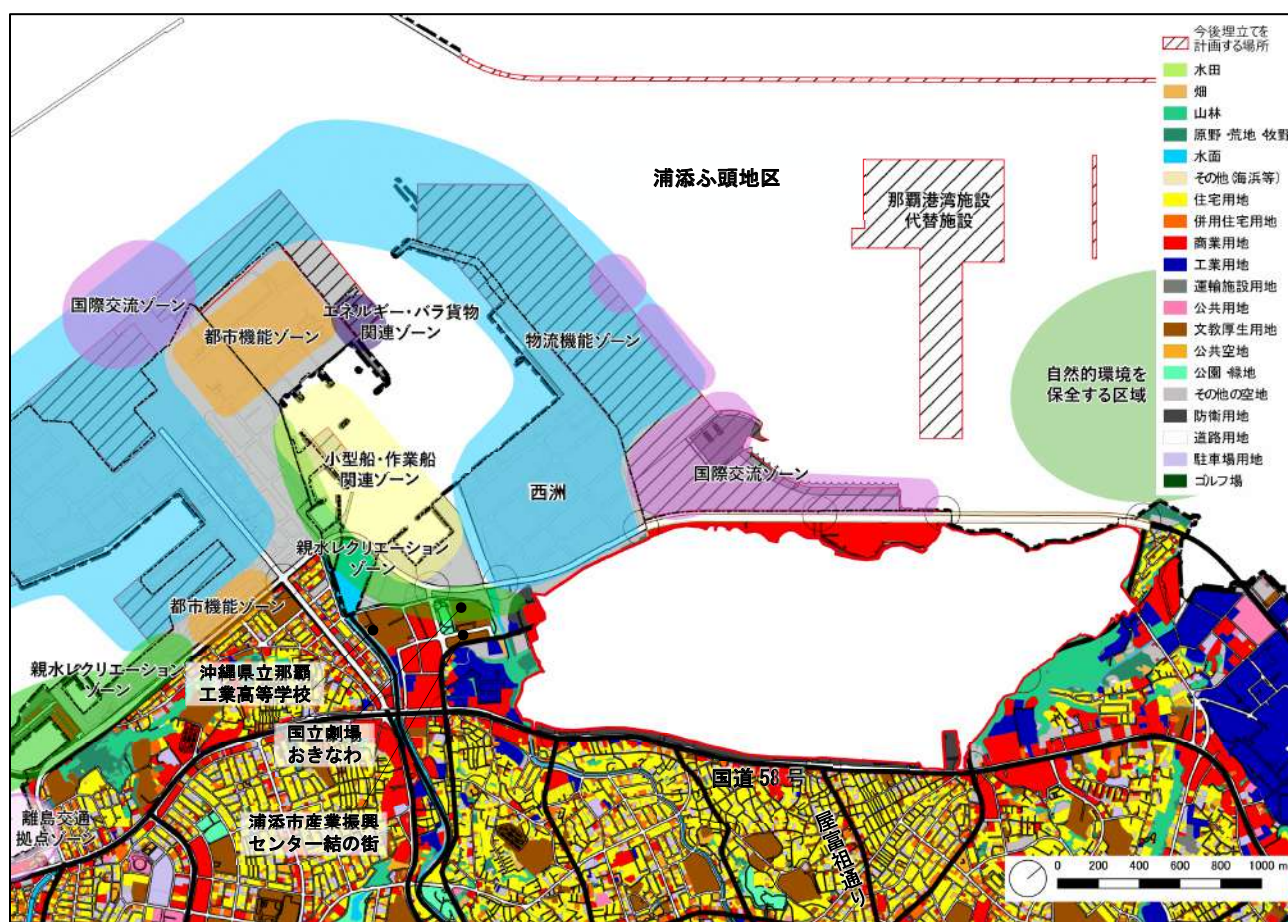 今後埋立てを
計画する場所
水田
畑
山林
原野・荒地・牧野
水面
その他(海浜等)
住宅用地
併用住宅用地
商業用地
工業用地
運輸施設用地
公共用地
文教厚生用地
公共空地
公園・緑地
その他の空地
防衛用地
道路用地
駐車場用地
ゴルフ場
浦添ふ頭地区
那覇港湾施設
代替施設
国際交流ゾーン
都市機能ゾーン
エネルギー・バラ貨物
関連ゾーン
物流機能ゾーン
自然的環境を
保全する区域
小型船・作業船
関連ゾーン
西洲
国際交流ゾーン
親水レクリエーション
ゾーン
都市機能ゾーン
親水レクリエーション
ゾーン
沖縄県立那覇
工業高等学校
国立劇場
おきなわ
国道58号
浦添市産業振興
センター結の街
屋富祖通り
離島交通
拠点ゾーン
0 200 400 600 800 1000 m